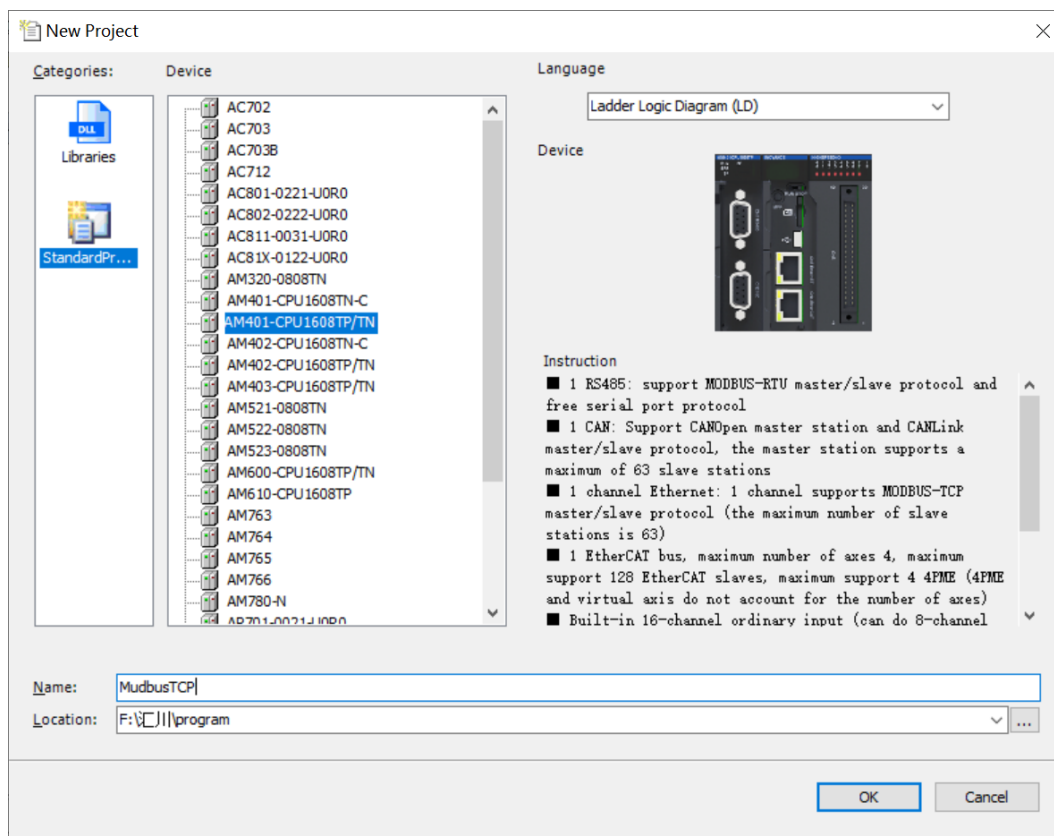 New Project
Categories:
Device
Language
DLL
Libraries
StandardPr...
AC702
AC703
AC703B
AC712
AC801-0221-U0R0
AC802-0222-U0R0
AC811-0031-U0R0
AC81X-0122-U0R0
AM320-0808TN
AM401-CPU1608TN-C
AM401-CPU1608TP/TN
AM402-CPU1608TN-C
AM402-CPU1608TP/TN
AM403-CPU1608TP/TN
AM521-0808TN
AM522-0808TN
AM523-0808TN
AM600-CPU1608TP/TN
AM610-CPU1608TP
AM763
AM764
AM765
AM766
AM780-N
AP701-0021-U0R0
Ladder Logic Diagram (LD)
Device
Instruction
■ 1 RS485: support MODBUS-RTU master/slave protocol and
free serial port protocol
■ 1 CAN: Support CANOpen master station and CANLink
master/slave protocol, the master station supports a
maximum of 63 slave stations
■ 1 channel Ethernet: 1 channel supports MODBUS-TCP
master/slave protocol (the maximum number of slave
stations is 63)
■ 1 EtherCAT bus, maximum number of axes 4, maximum
support 128 EtherCAT slaves, maximum support 4 4PME (4PME
and virtual axis do not account for the number of axes)
■ Built-in 16-channel ordinary input (can do 8-channel
Name:
MudbusTCP
Location:
F:\汇川\program
...
OK
Cancel